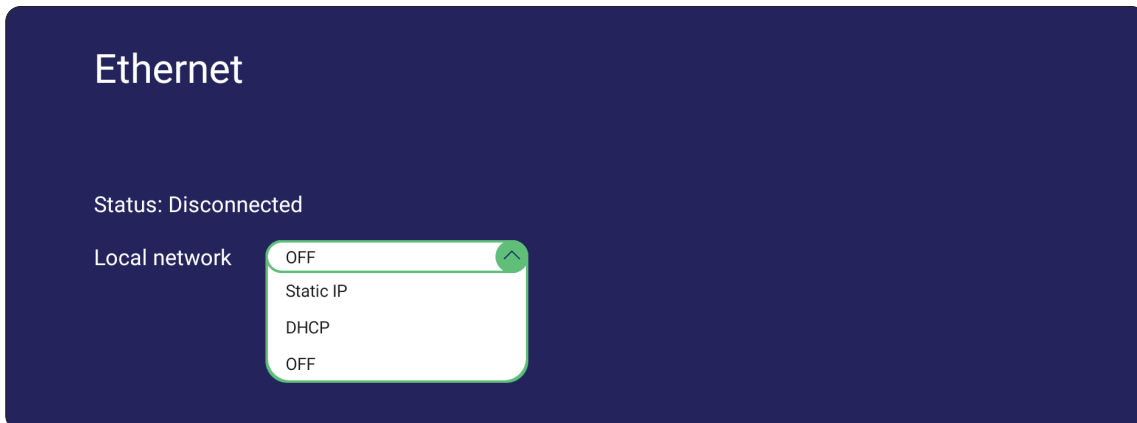 Ethernet
Status: Disconnected
Local network OFF
Static IP
DHCP
OFF